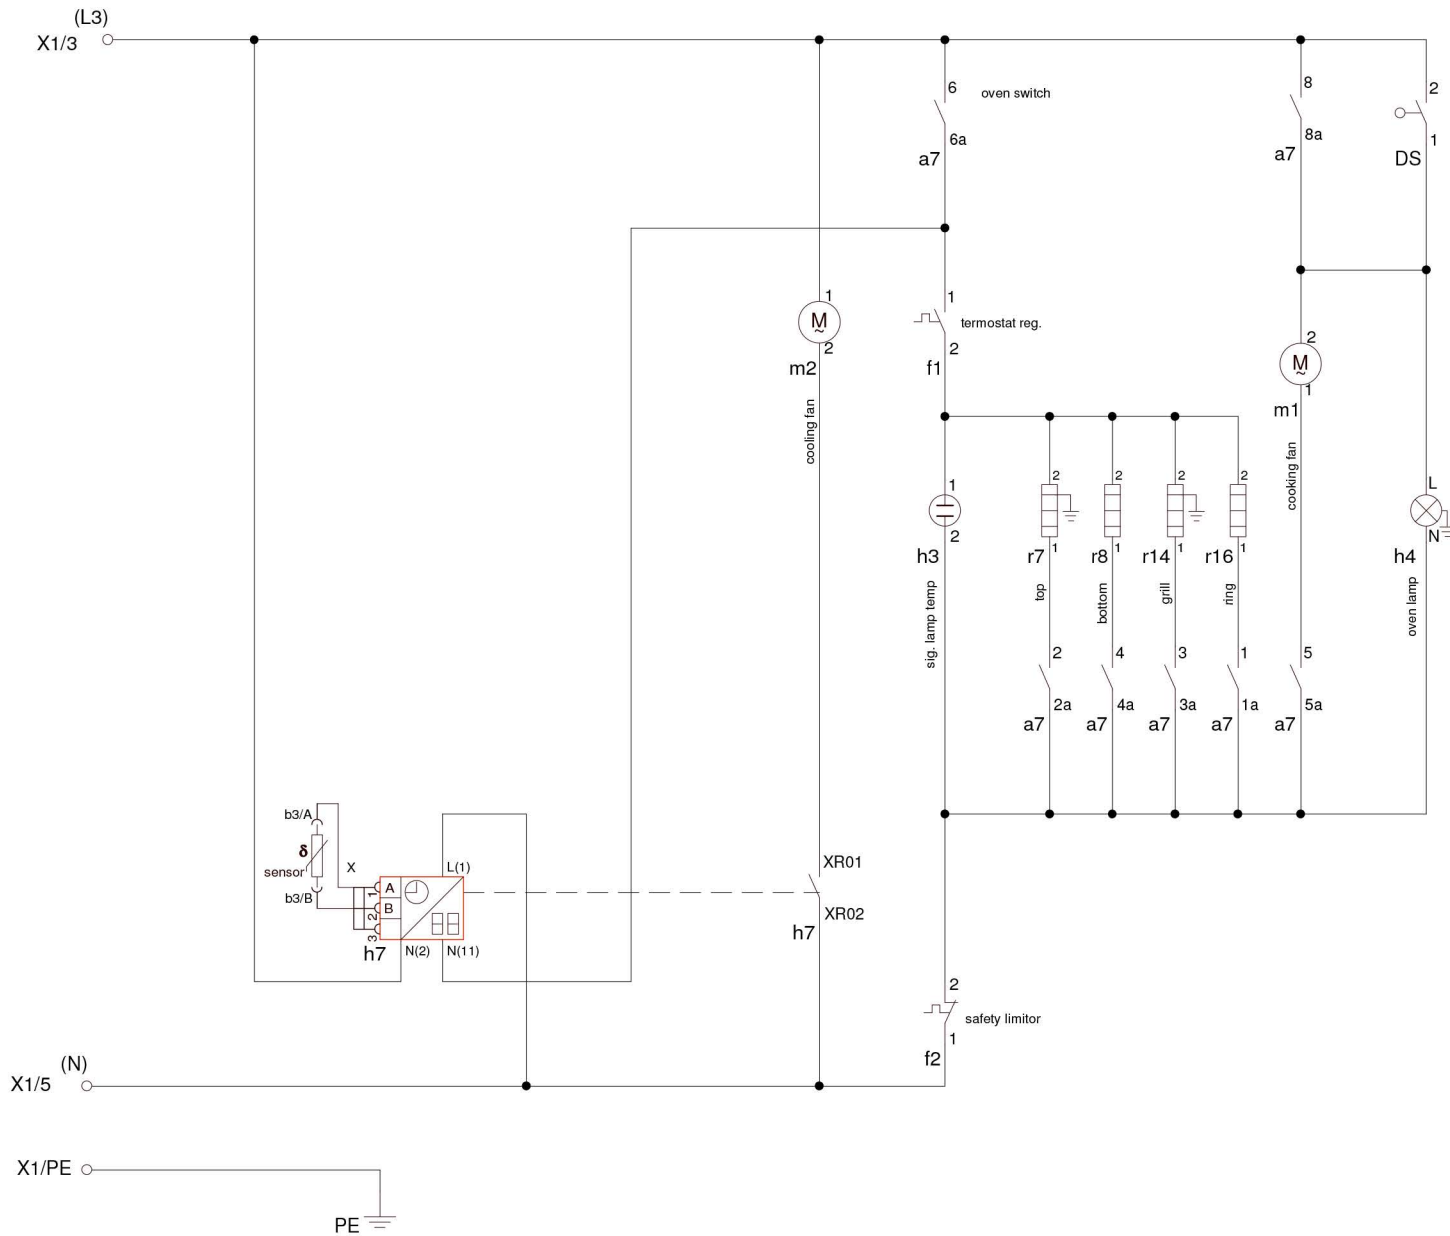 (L3)
X1/3
6
oven switch
6a
a7
8
8a
a7
2
1
DS
1
M
~
2
m2
cooling fan
1
termostat reg.
2
f1
2
M
~
1
m1
cooking fan
1
2
h3
sig. lamp temp
2
1
r7
top
2
1
r8
bottom
2
1
r14
grill
2
1
r16
ring
L
N
h4
oven lamp
2
2a
a7
4
4a
a7
3
3a
a7
1
1a
a7
5
5a
a7
b3/A
δ
sensor
b3/B
X
1
2
3
A
B
L(1)
h7
N(2)
N(11)
XR01
XR02
h7
2
safety limitor
1
f2
(N)
X1/5
X1/PE
PE